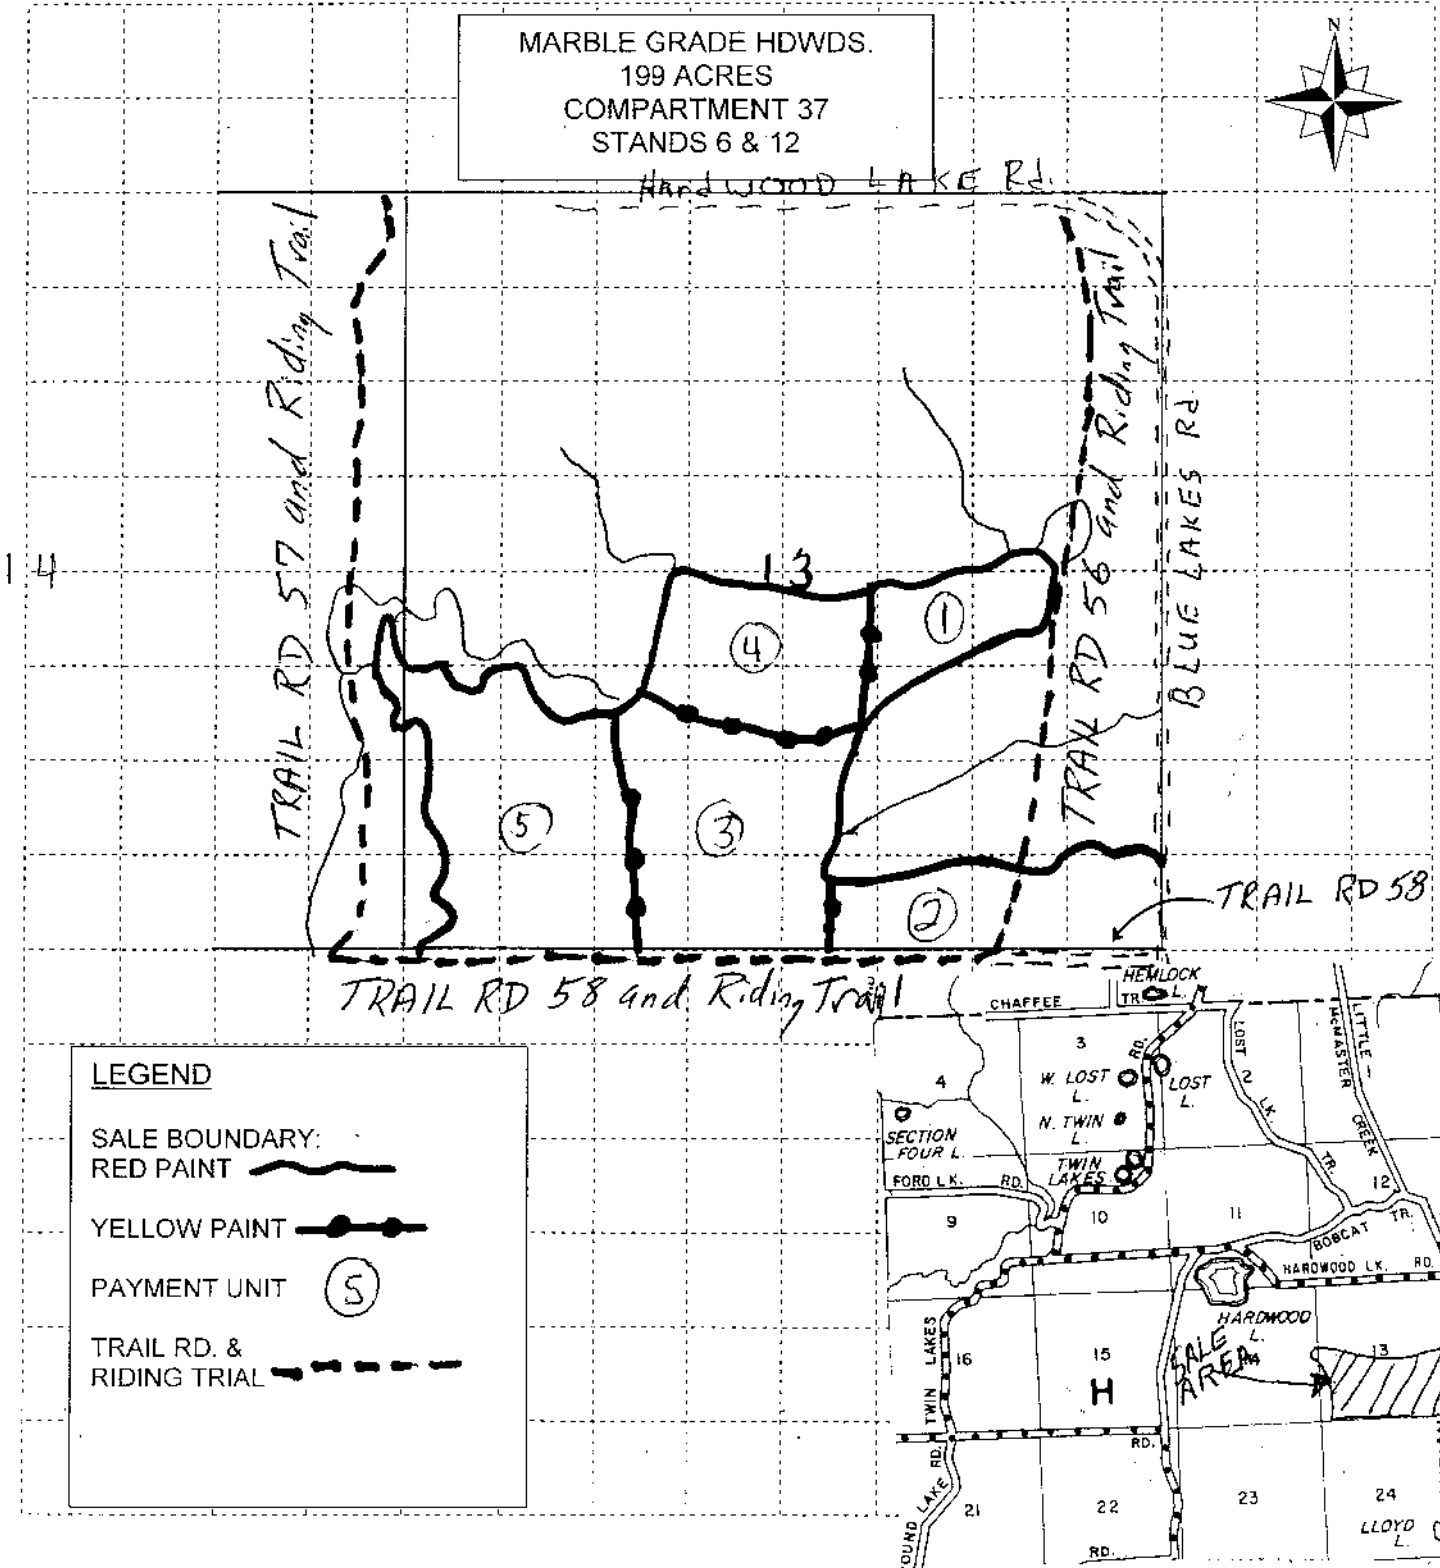 MARBLE GRADE HDWDS.
199 ACRES
COMPARTMENT 37
STANDS 6 & 12
N
HARdWOOD LAKE Rd.
TRAIL RD 57 and Riding Trail
TRAIL RD 56 and Riding Trail
BLUE LAKES Rd.
14
13
1
4
5
3
2
TRAIL RD 58
TRAIL RD 58 and Riding Trail
LEGEND
SALE BOUNDARY:
RED PAINT
YELLOW PAINT
PAYMENT UNIT 5
TRAIL RD. &
RIDING TRIAL
HEMLOCK
L.
CHAFFEE TR.
3
RD.
LOST
LK.
TR.
2
LITTLE
McMASTER
CREEK
4
W. LOST
L.
LOST
L.
N. TWIN
L.
SECTION
FOUR L.
TWIN
LAKES
FORD LK. RD.
12
9
10
11
BOBCAT TR.
HARDWOOD LK. RD.
HARDWOOD
L.
TWIN LAKES
RD.
16
15
H
SALE
AREA
14
13
RD.
LAKE
21
22
23
24
LLOYD
L.
RD.